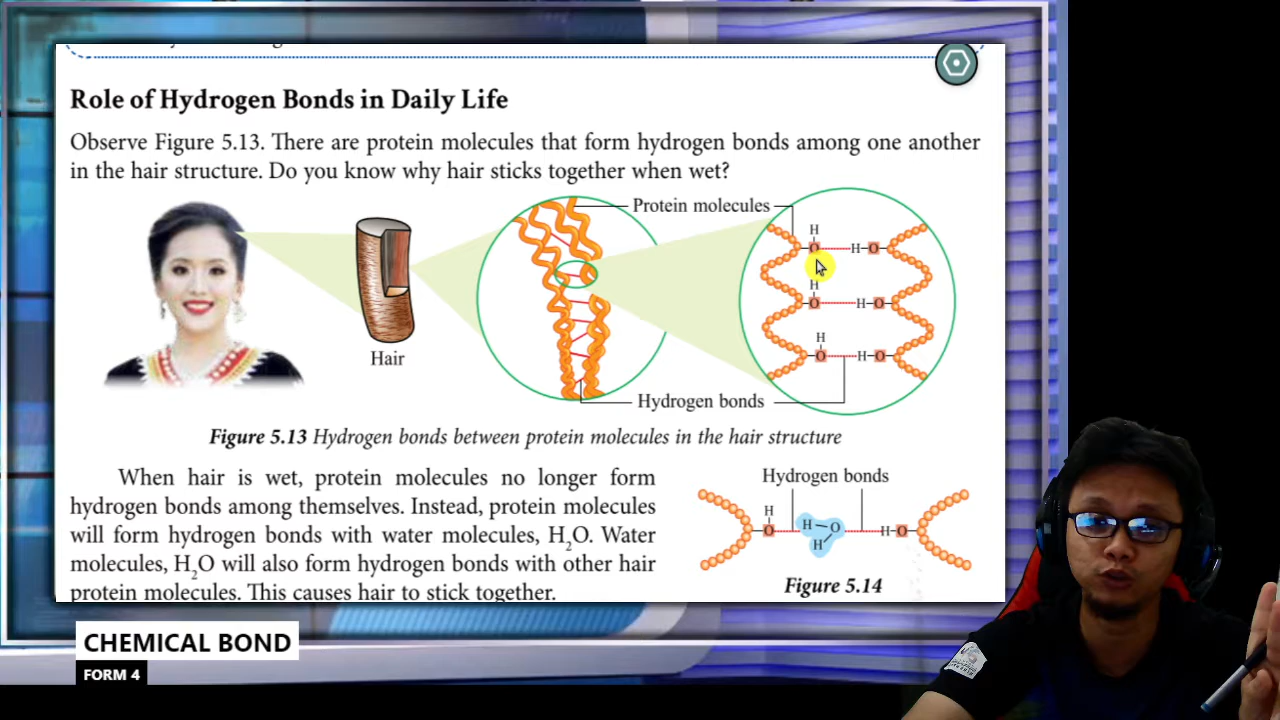 Role of Hydrogen Bonds in Daily Life
Observe Figure 5.13. There are protein molecules that form hydrogen bonds among one another
in the hair structure. Do you know why hair sticks together when wet?
Protein molecules
H
O H O
H
O H O
H
O H O
Hair
Hydrogen bonds
Figure 5.13 Hydrogen bonds between protein molecules in the hair structure
When hair is wet, protein molecules no longer form
hydrogen bonds among themselves. Instead, protein molecules
will form hydrogen bonds with water molecules, H₂O. Water
molecules, H₂O will also form hydrogen bonds with other hair
protein molecules. This causes hair to stick together.
Hydrogen bonds
H
O H O H O
H
Figure 5.14
CHEMICAL BOND
FORM 4